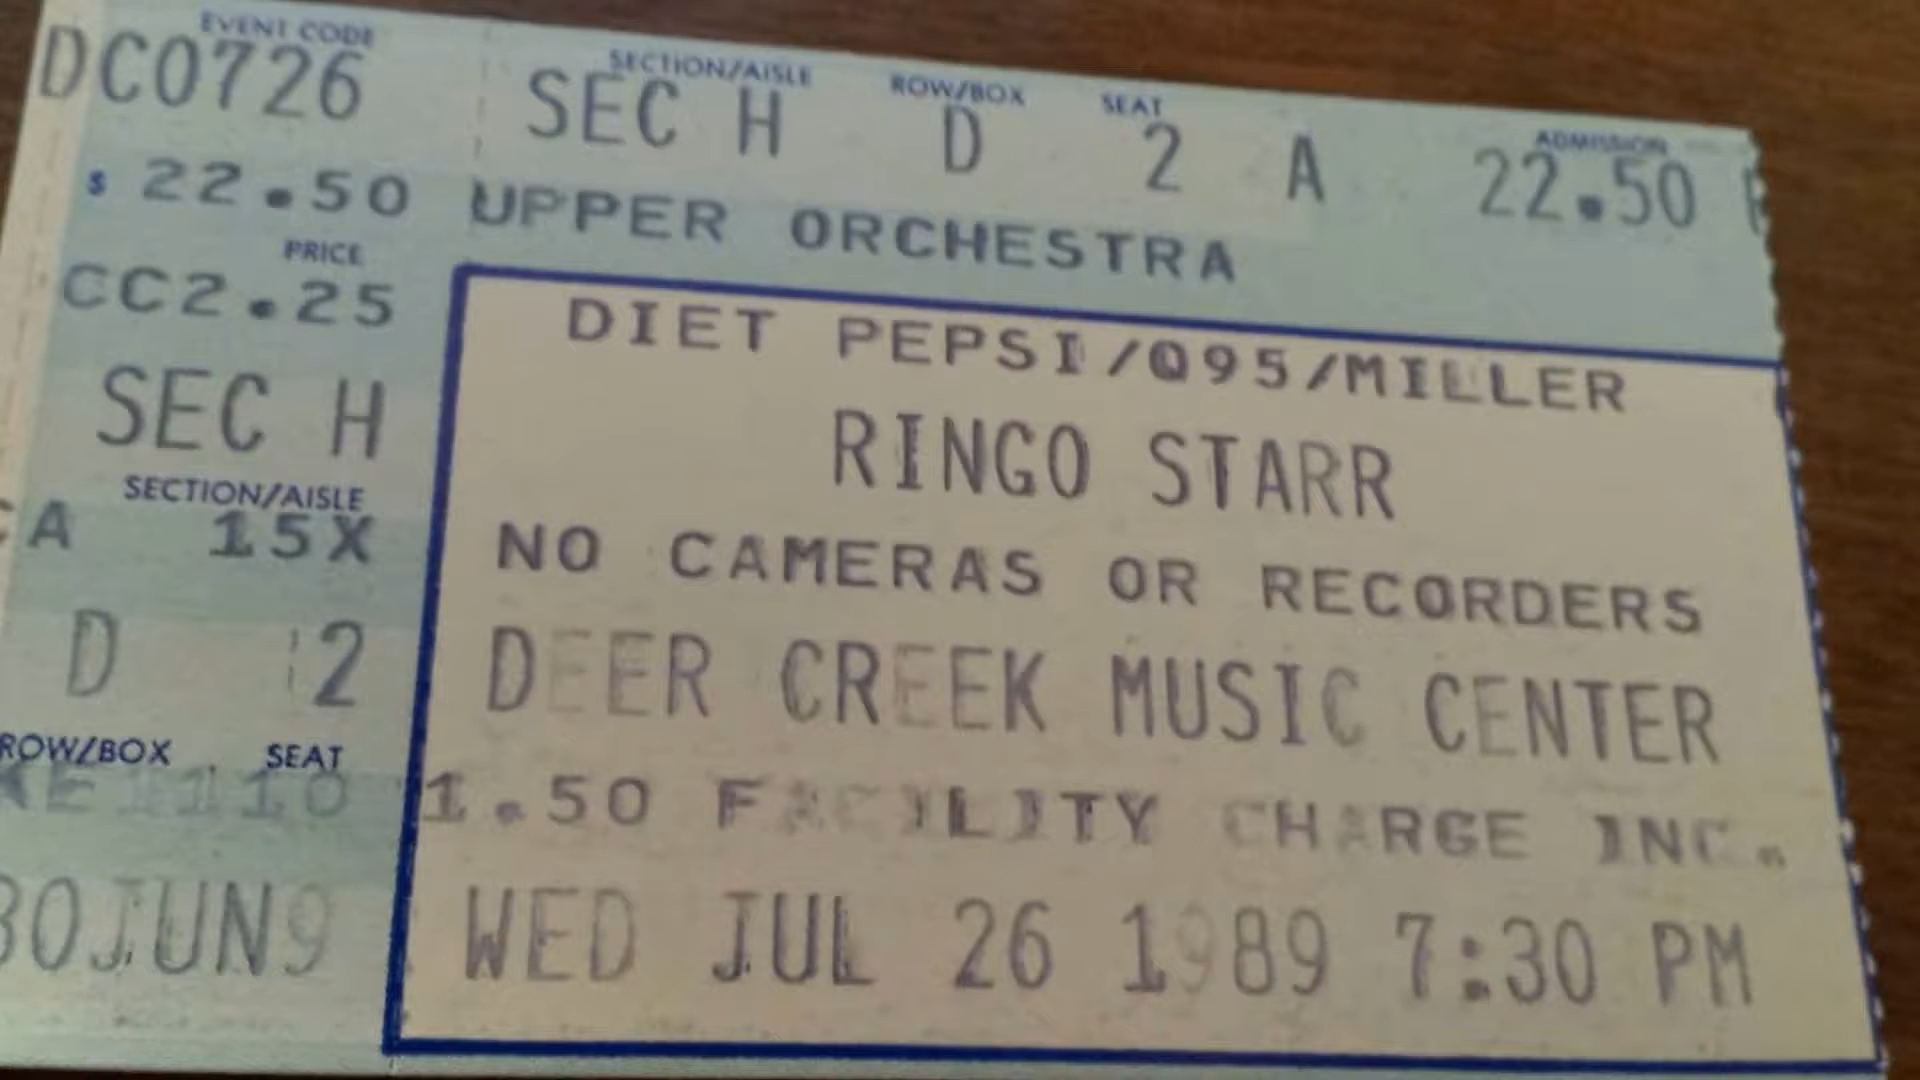 EVENT CODE SECTION/AISLE ROW/BOX SEAT ADMISSION
DC0726 SEC H D 2 A 22.50
$ 22.50 UPPER ORCHESTRA
PRICE
CC2.25
SEC H
SECTION/AISLE
A 15X
D 2
ROW/BOX SEAT
30JUN9
DIET PEPSI/Q95/MILLER
RINGO STARR
NO CAMERAS OR RECORDERS
DEER CREEK MUSIC CENTER
1.50 FACILITY CHARGE INC.
WED JUL 26 1989 7:30 PM